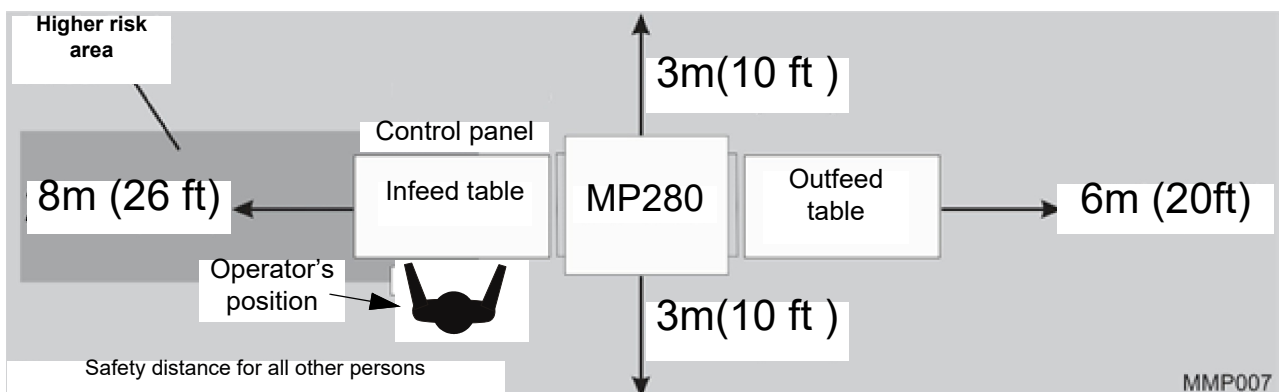 Higher risk
area
3m(10 ft )
Control panel
8m (26 ft)
Infeed table
MP280
Outfeed
table
6m (20ft)
Operator's
position
3m(10 ft )
Safety distance for all other persons
MMP007